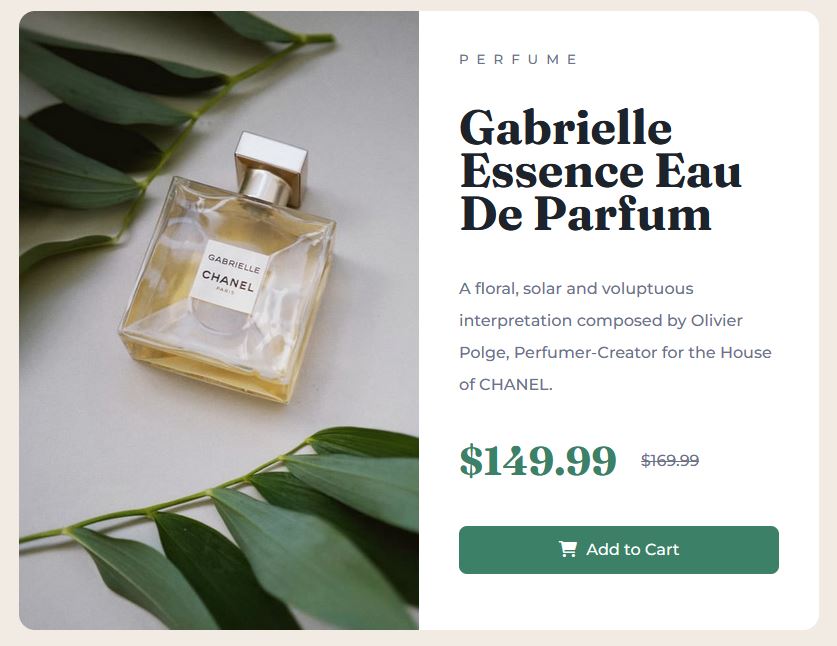 GABRIELLE
CHANEL
PARIS
PERFUME
Gabrielle
Essence Eau
De Parfum
A floral, solar and voluptuous
interpretation composed by Olivier
Polge, Perfumer-Creator for the House
of CHANEL.
$149.99 $169.99
Add to Cart